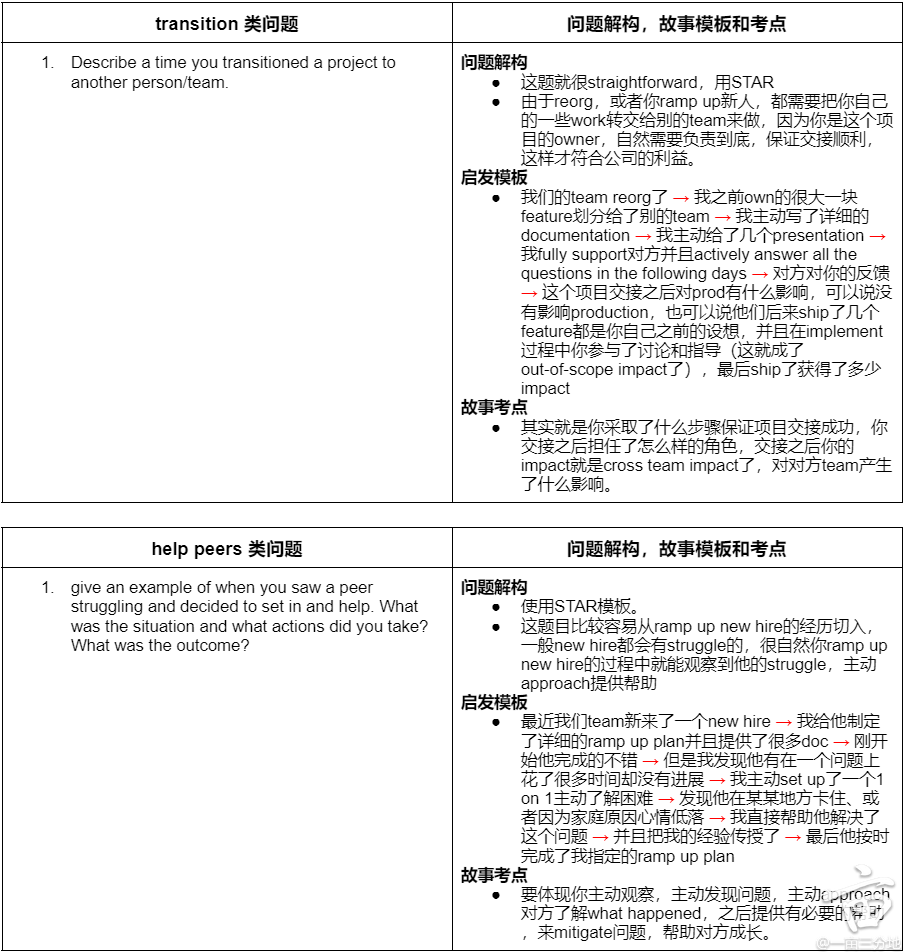 transition 类问题
问题解构，故事模板和考点
1. Describe a time you transitioned a project to
another person/team.
问题解构
● 这题就很straightforward，用STAR
● 由于reorg，或者你ramp up新人，都需要把你自己
的一些work转交给别的team来做，因为你是这个项
目的owner，自然需要负责到底，保证交接顺利，
这样才符合公司的利益。
启发模板
● 我们的team reorg了 → 我之前own的很大一块
feature划分给了别的team → 我主动写了详细的
documentation → 我主动给了几个presentation →
我fully support对方并且actively answer all the
questions in the following days → 对方对你的反馈
→ 这个项目交接之后对prod有什么影响，可以说没
有影响production，也可以说他们后来ship了几个
feature都是你自己之前的设想，并且在implement
过程中你参与了讨论和指导（这就成了
out-of-scope impact了），最后ship了获得了多少
impact
故事考点
● 其实就是你采取了什么步骤保证项目交接成功，你
交接之后担任了怎么样的角色，交接之后你的
impact就是cross team impact了，对对方team产生
了什么影响。
help peers 类问题
问题解构，故事模板和考点
1. give an example of when you saw a peer
struggling and decided to set in and help. What
was the situation and what actions did you take?
What was the outcome?
问题解构
● 使用STAR模板。
● 这题目比较容易从ramp up new hire的经历切入，
一般new hire都会有struggle的，很自然你ramp up
new hire的过程中就能观察到他的struggle，主动
approach提供帮助
启发模板
● 最近我们team新来了一个new hire → 我给他制定
了详细的ramp up plan并且提供了很多doc → 刚开
始他完成的不错 → 但是我发现他有在一个问题上
花了很多时间却没有进展 → 我主动set up了一个1
on 1主动了解困难 → 发现他在某某地方卡住、或
者因为家庭原因心情低落 → 我直接帮助他解决了
这个问题 → 并且把我的经验传授了 → 最后他按时
完成了我指定的ramp up plan
故事考点
● 要体现你主动观察，主动发现问题，主动approach
对方了解what happened，之后提供有必要的帮助
，来mitigate问题，帮助对方成长。
@一亩三分地